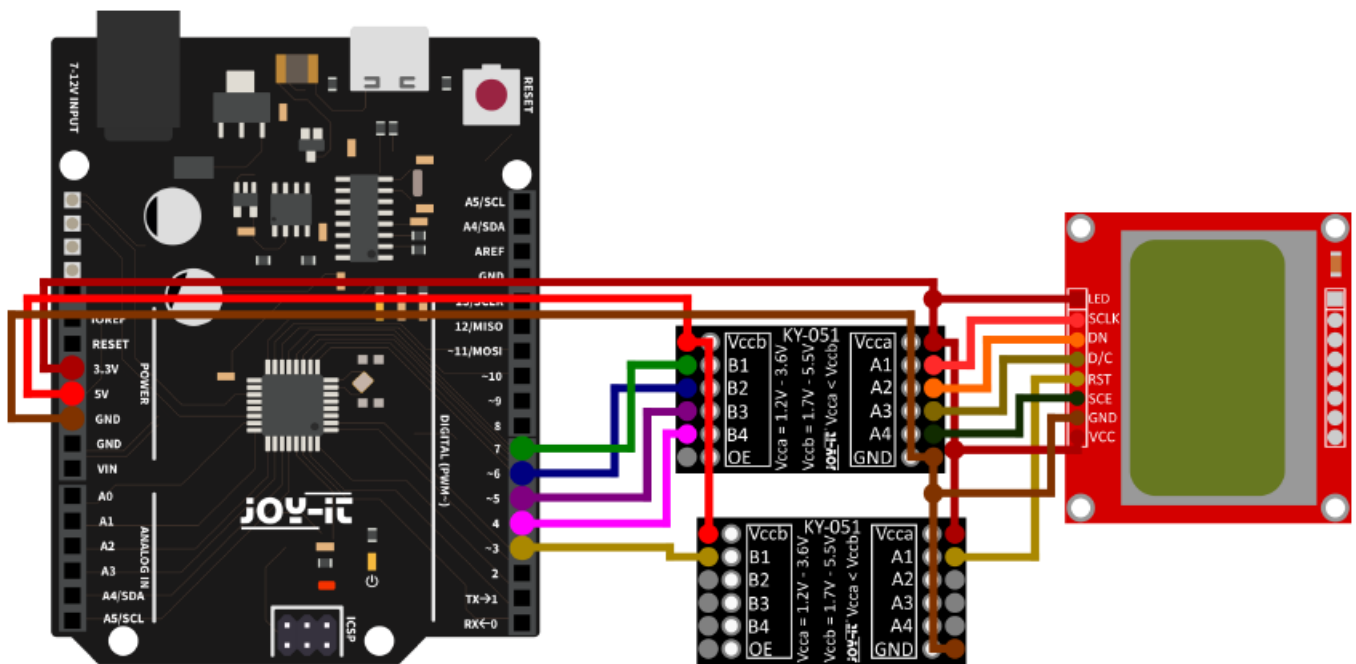 7-12V INPUT
RESET
A5/SCL
A4/SDA
AREF
GND
13/SCLK
12/MISO
~11/MOSI
~10
~9
8
7
~6
~5
4
~3
2
TX→1
RX←0
DIGITAL (PWM~)
IOREF
RESET
3.3V
5V
GND
GND
VIN
POWER
A0
A1
A2
A3
A4/SDA
A5/SCL
ANALOG IN
JOY-iT
ICSP
KY-051
Vccb
B1
B2
B3
B4
OE
Vcca = 1.2V - 3.6V
Vccb = 1.7V - 5.5V
JOY-iT Vcca < Vccb
Vcca
A1
A2
A3
A4
GND
KY-051
Vccb
B1
B2
B3
B4
OE
Vcca = 1.2V - 3.6V
Vccb = 1.7V - 5.5V
JOY-iT Vcca < Vccb
Vcca
A1
A2
A3
A4
GND
LED
SCLK
DN
D/C
RST
SCE
GND
VCC